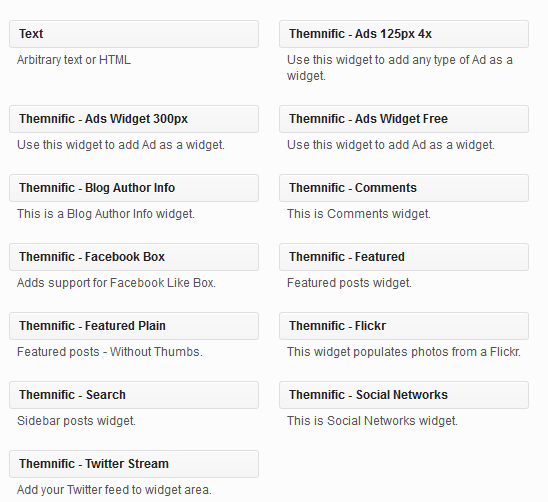 Text
Arbitrary text or HTML
Themnific - Ads 125px 4x
Use this widget to add any type of Ad as a
widget.
Themnific - Ads Widget 300px
Use this widget to add Ad as a widget.
Themnific - Ads Widget Free
Use this widget to add Ad as a widget.
Themnific - Blog Author Info
This is a Blog Author Info widget.
Themnific - Comments
This is Comments widget.
Themnific - Facebook Box
Adds support for Facebook Like Box.
Themnific - Featured
Featured posts widget.
Themnific - Featured Plain
Featured posts - Without Thumbs.
Themnific - Flickr
This widget populates photos from a Flickr.
Themnific - Search
Sidebar posts widget.
Themnific - Social Networks
This is Social Networks widget.
Themnific - Twitter Stream
Add your Twitter feed to widget area.